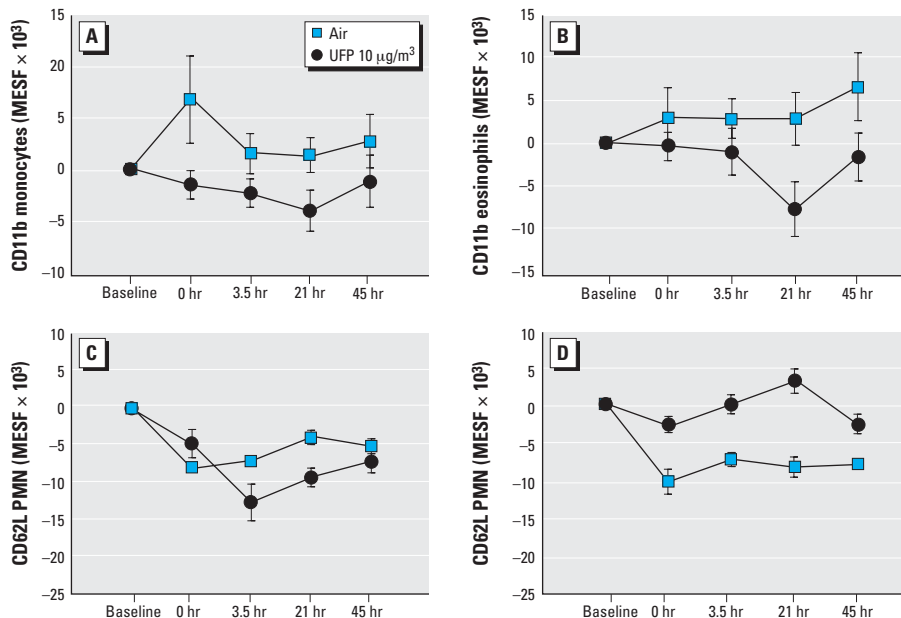 A
Air
UFP 10 μg/m³
CD11b monocytes (MESF × 10³)
15
20
5
0
−5
−10
Baseline 0 hr 3.5 hr 21 hr 45 hr
B
CD11b eosinophils (MESF × 10³)
15
10
5
0
−5
−10
−15
Baseline 0 hr 3.5 hr 21 hr 45 hr
C
CD62L PMN (MESF × 10³)
10
5
0
−5
−10
−15
−20
−25
Baseline 0 hr 3.5 hr 21 hr 45 hr
D
CD62L PMN (MESF × 10³)
10
5
0
−5
−10
−15
−20
−25
Baseline 0 hr 3.5 hr 21 hr 45 hr